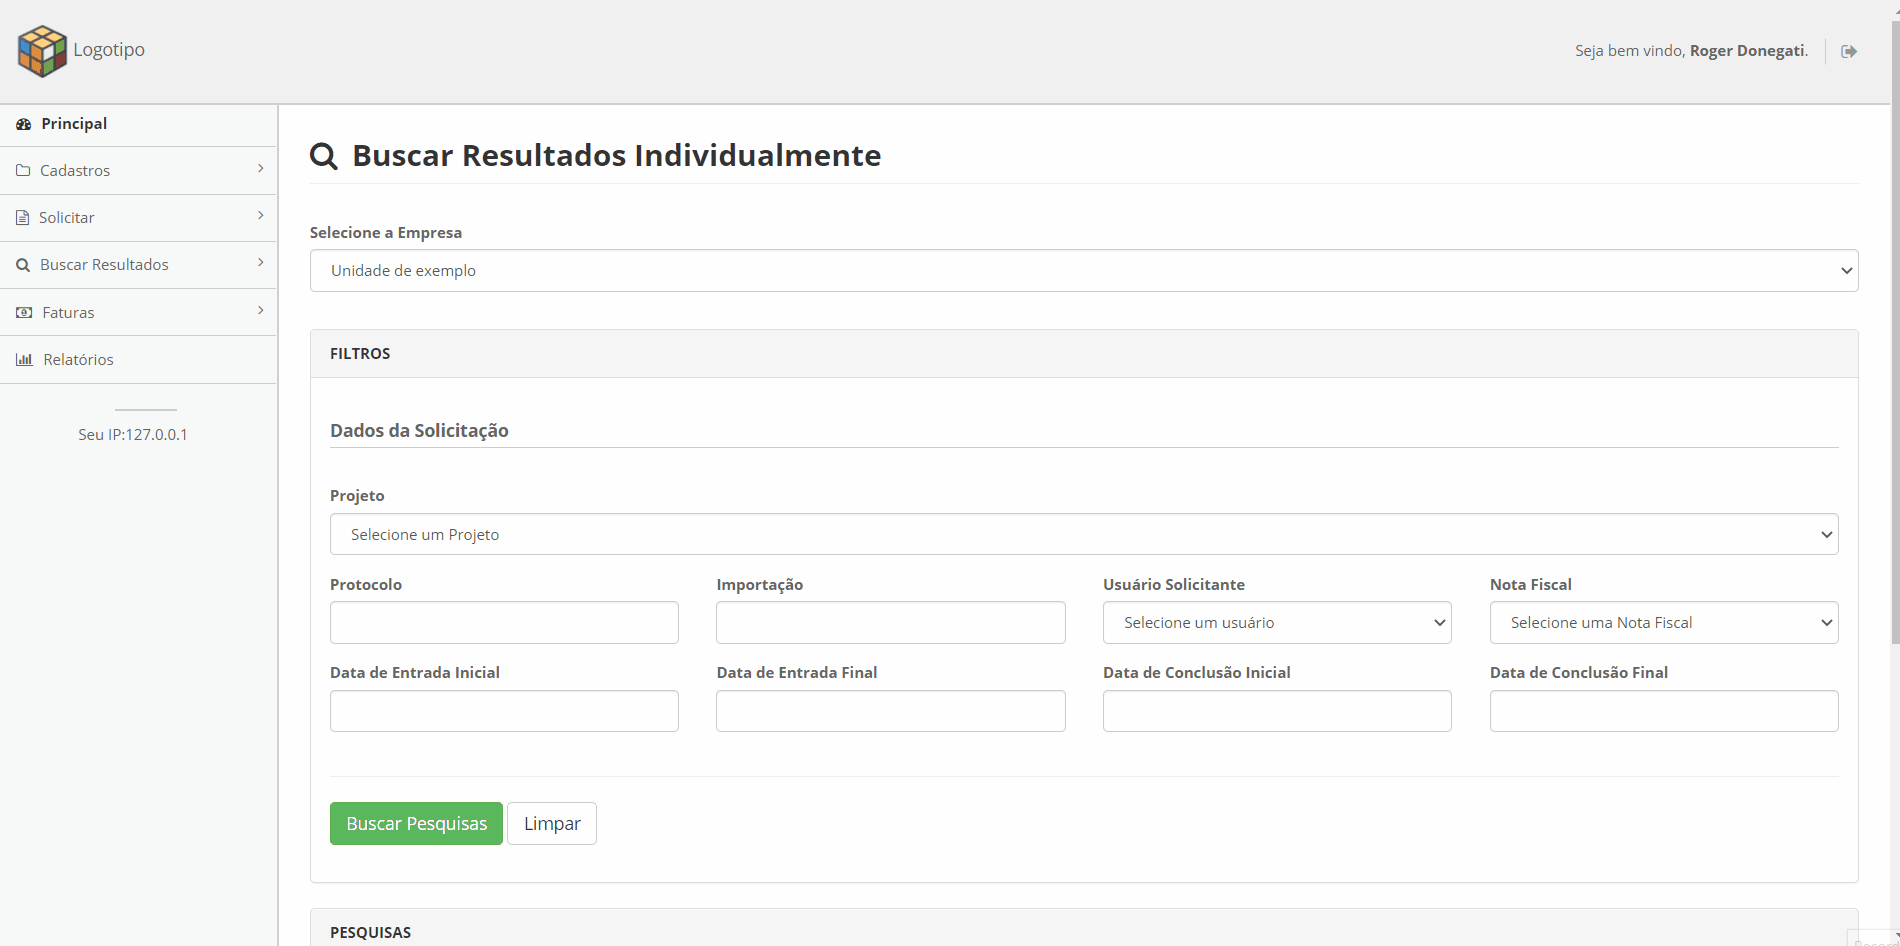 Logotipo
Seja bem vindo, Roger Donegati.
Principal
Cadastros
Solicitar
Buscar Resultados
Faturas
Relatórios
Seu IP:127.0.0.1
Buscar Resultados Individualmente
Selecione a Empresa
Unidade de exemplo
FILTROS
Dados da Solicitação
Projeto
Selecione um Projeto
Protocolo
Importação
Usuário Solicitante
Nota Fiscal
Selecione um usuário
Selecione uma Nota Fiscal
Data de Entrada Inicial
Data de Entrada Final
Data de Conclusão Inicial
Data de Conclusão Final
Buscar Pesquisas
Limpar
PESQUISAS